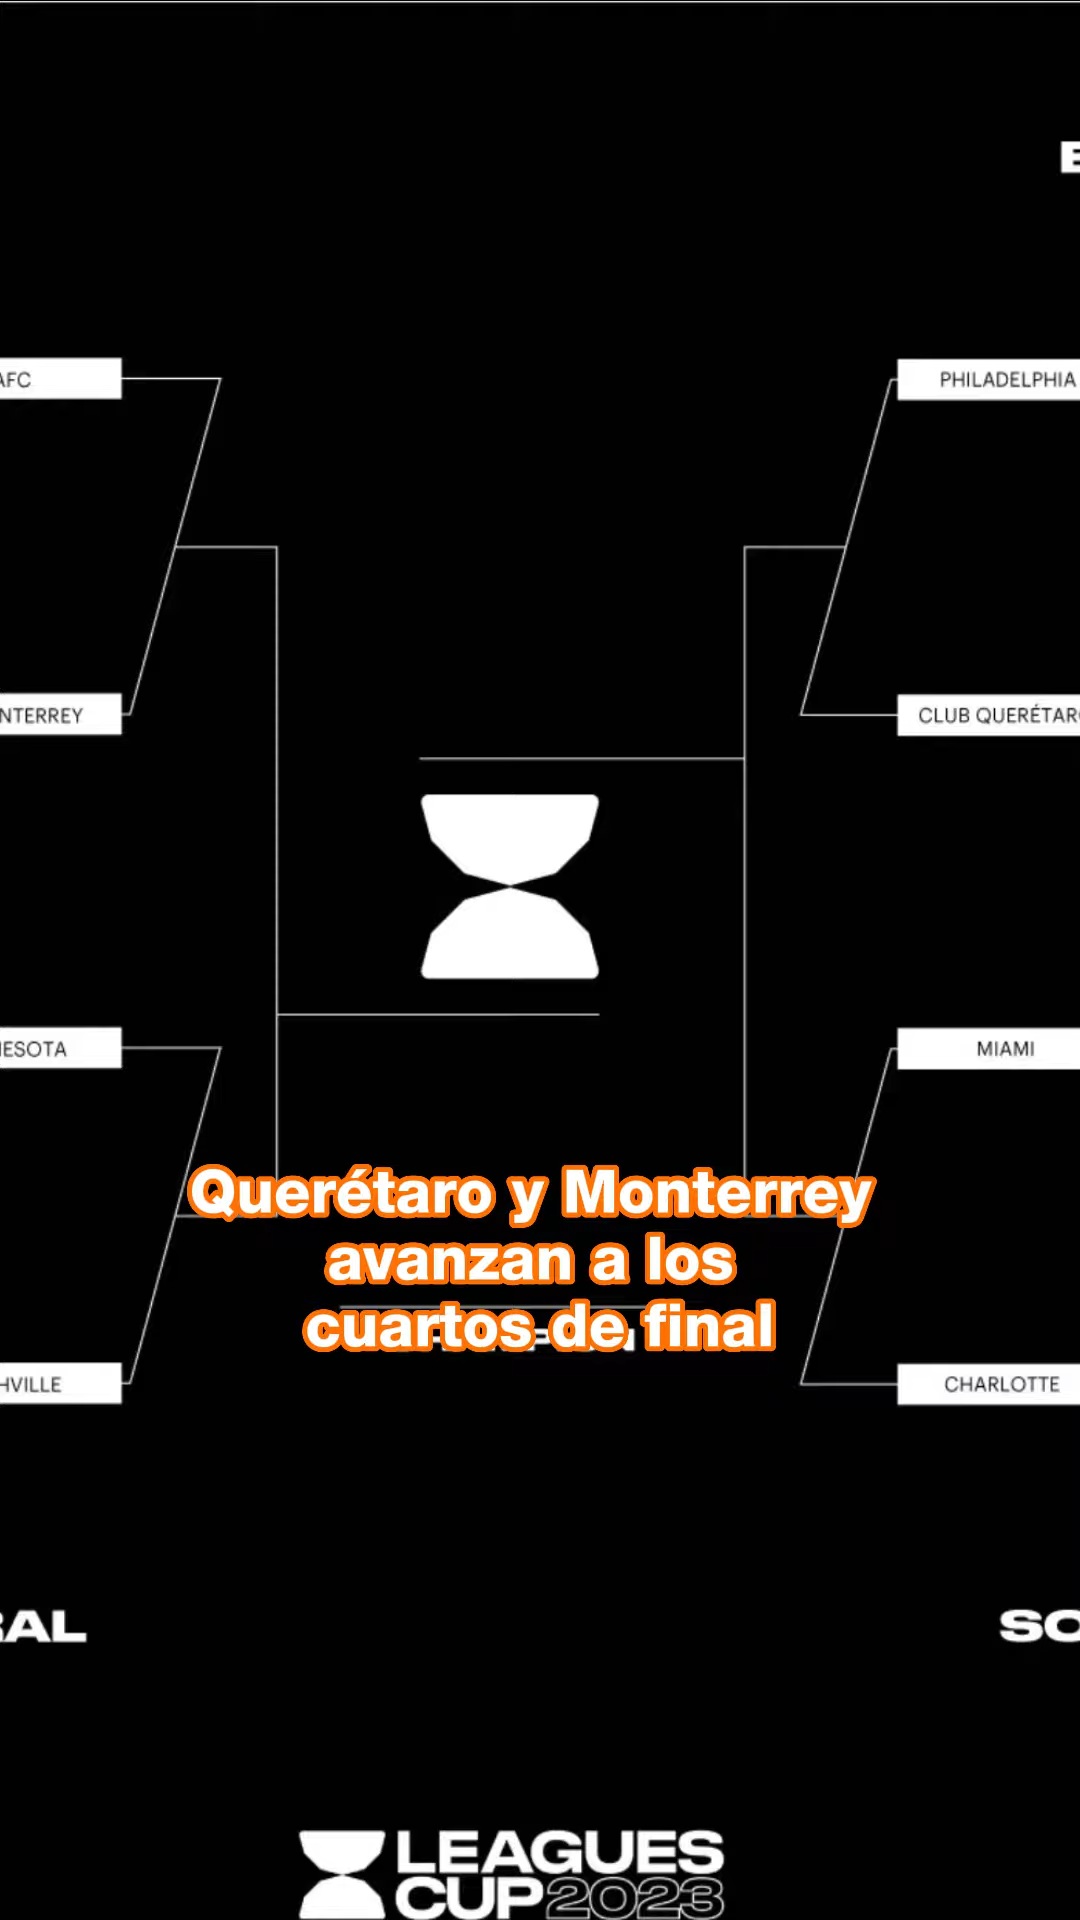 AFC
PHILADELPHIA
NTERREY
CLUB QUERÉTARO
ESOTA
MIAMI
Querétaro y Monterrey
avanzan a los
cuartos de final
HVILLE
CHARLOTTE
RAL
SO
LEAGUES
CUP2023